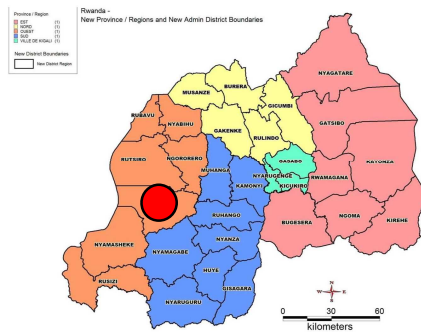 Province / Region
EST (1)
NORD (1)
OUEST (1)
SUD (1)
VILLE DE KIGALI (1)
New District Boundaries
New District Region
Rwanda -
New Province / Regions and New Admin District Boundaries
NYAGATARE
BURERA
MUSANZE
GICUMBI
RUBAVU
NYABIHU
GATSIBO
GAKENKE
RULINDO
RUTSIRO
NGORORERO
GASABO
KAYONZA
MUHANGA
NYARUGENGE
RWAMAGANA
KAMONYI
KICUKIRO
RUHANGO
BUGESERA
NGOMA
KIREHE
NYAMASHEKE
NYANZA
NYAMAGABE
HUYE
RUSIZI
GISAGARA
NYARUGURU
N
W E
S
0 30 60
kilometers